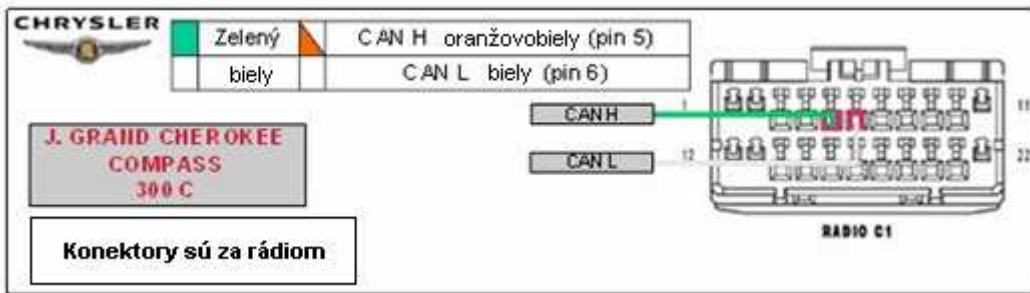 CHRYSLER
Zelený CAN H oranžovobiely (pin 5)
biely CAN L biely (pin 6)
CAN H 1 11
J. GRAND CHEROKEE
COMPASS
300 C
CAN L 12 22
RADIO C1
Konektory sú za rádiom